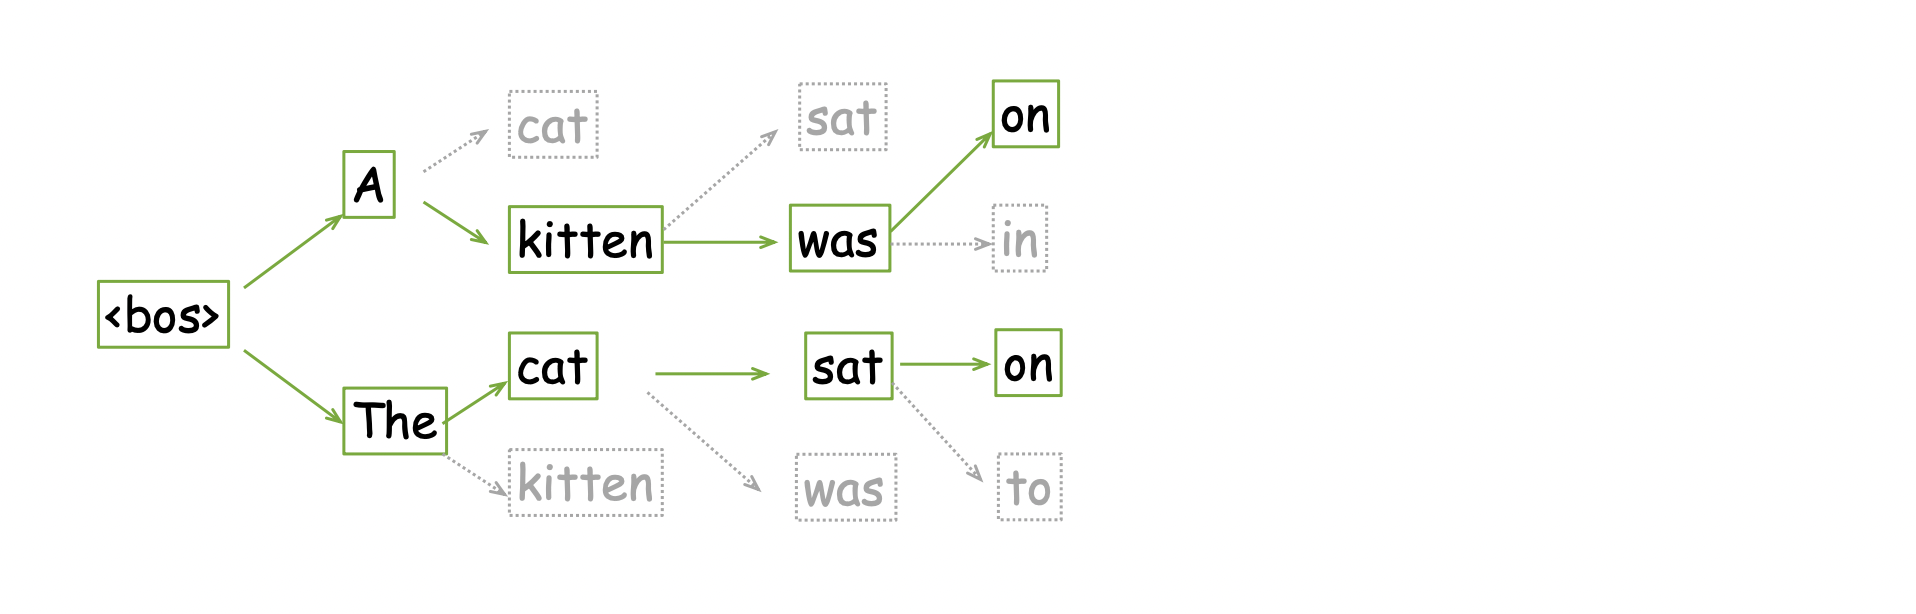 on
cat
sat
A
kitten
was
in
<bos>
cat
sat
on
The
kitten
was
to